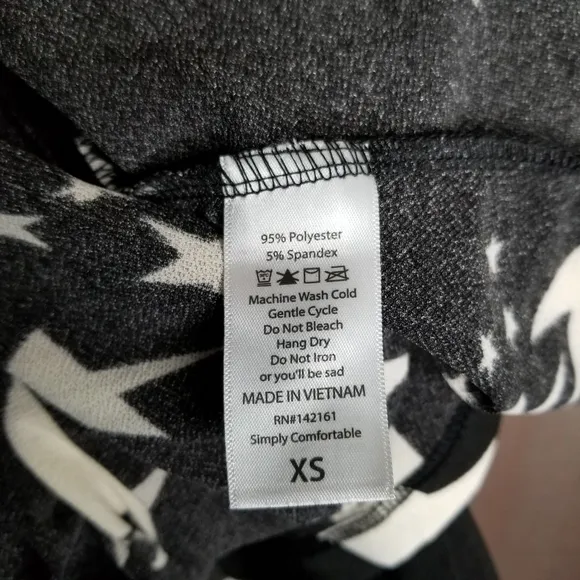 95% Polyester
5% Spandex
Machine Wash Cold
Gentle Cycle
Do Not Bleach
Hang Dry
Do Not Iron
or you'll be sad
MADE IN VIETNAM
RN#142161
Simply Comfortable
XS